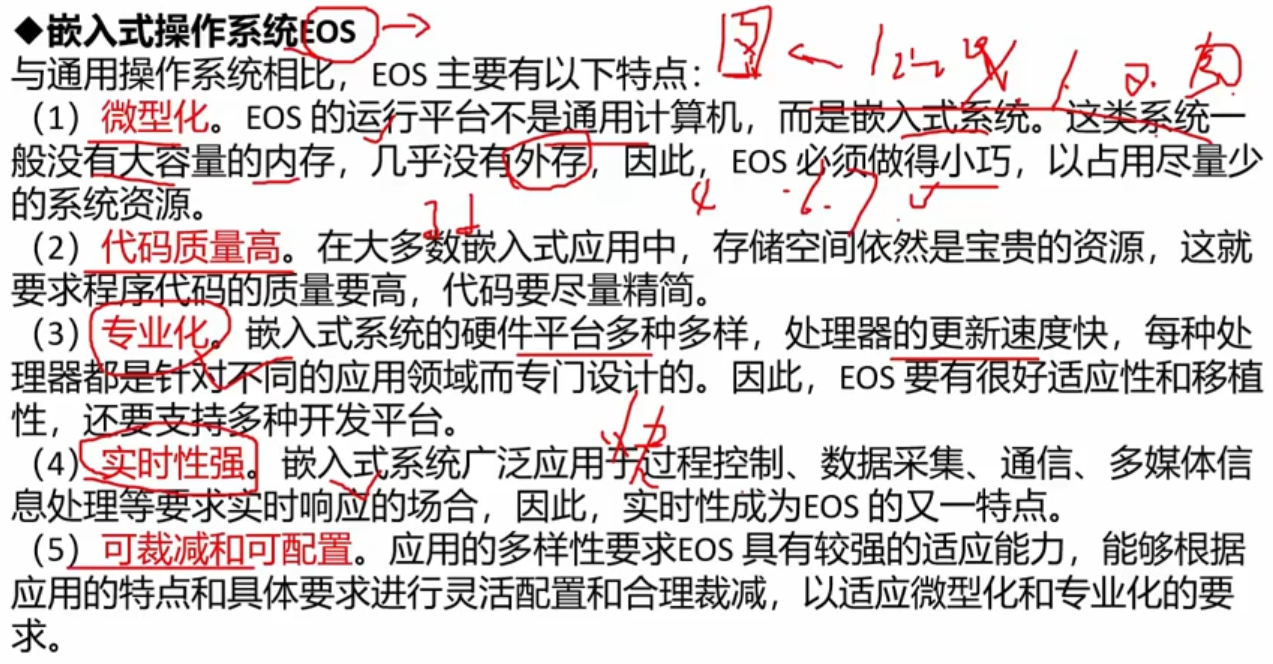 ◆嵌入式操作系统EOS
与通用操作系统相比，EOS 主要有以下特点：
（1）微型化。EOS 的运行平台不是通用计算机，而是嵌入式系统。这类系统一
般没有大容量的内存，几乎没有外存，因此，EOS 必须做得小巧，以占用尽量少
的系统资源。
（2）代码质量高。在大多数嵌入式应用中，存储空间依然是宝贵的资源，这就
要求程序代码的质量要高，代码要尽量精简。
（3）专业化。嵌入式系统的硬件平台多种多样，处理器的更新速度快，每种处
理器都是针对不同的应用领域而专门设计的。因此，EOS 要有很好适应性和移植
性，还要支持多种开发平台。
（4）实时性强。嵌入式系统广泛应用于过程控制、数据采集、通信、多媒体信
息处理等要求实时响应的场合，因此，实时性成为EOS 的又一特点。
（5）可裁减和可配置。应用的多样性要求EOS 具有较强的适应能力，能够根据
应用的特点和具体要求进行灵活配置和合理裁减，以适应微型化和专业化的要
求。